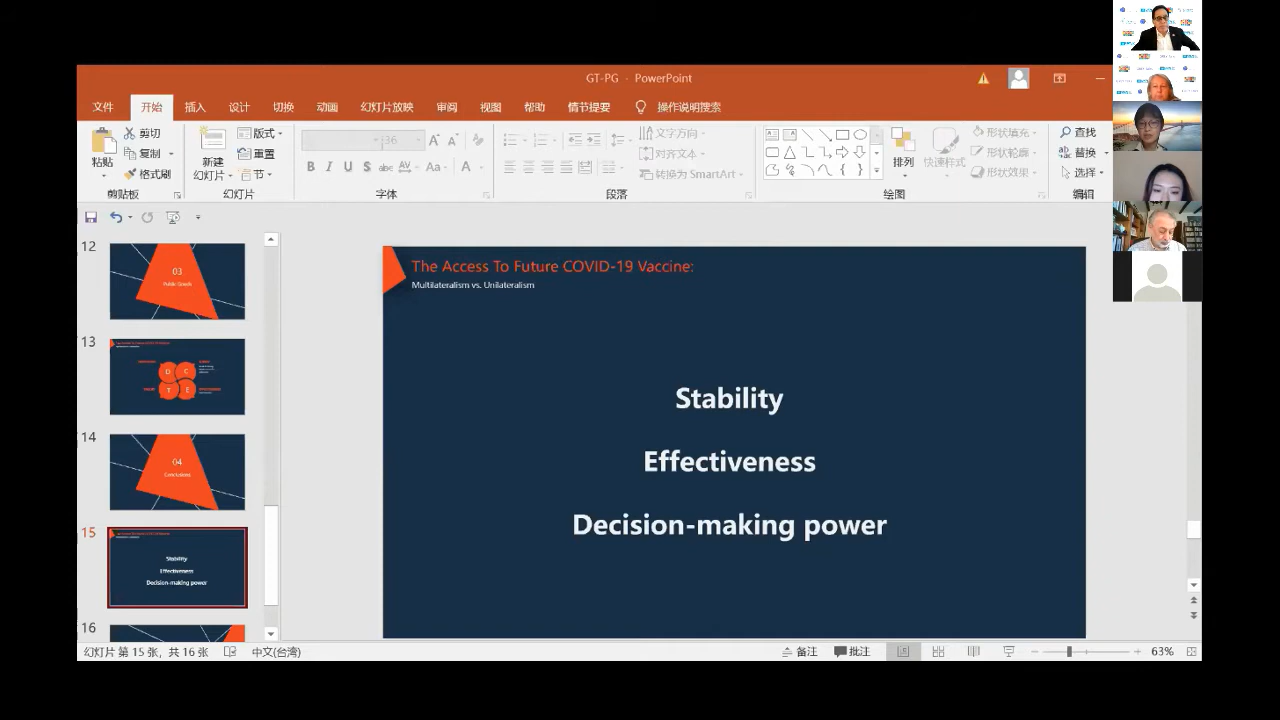 GT-PG - PowerPoint
文件 开始 插入 设计 切换 动画 幻灯片放映 审阅 视图 帮助 情节提要 操作说明搜索
粘贴 剪切 复制 格式刷
剪贴板
新建 幻灯片 版式 重置 节
幻灯片
36
B I U S abc AV Aa A
字体
文字方向
对齐文本
转换为 SmartArt
段落
排列 快速样式
形状填充
形状轮廓
形状效果
绘图
查找
替换
选择
编辑
12
03
Public Goods
13
D C
T E
14
04
Conclusions
15
Stability
Effectiveness
Decision-making power
16
The Access To Future COVID-19 Vaccine:
Multilateralism vs. Unilateralism
Stability
Effectiveness
Decision-making power
幻灯片 第 15 张，共 16 张 中文(台湾) 备注 批注 63%